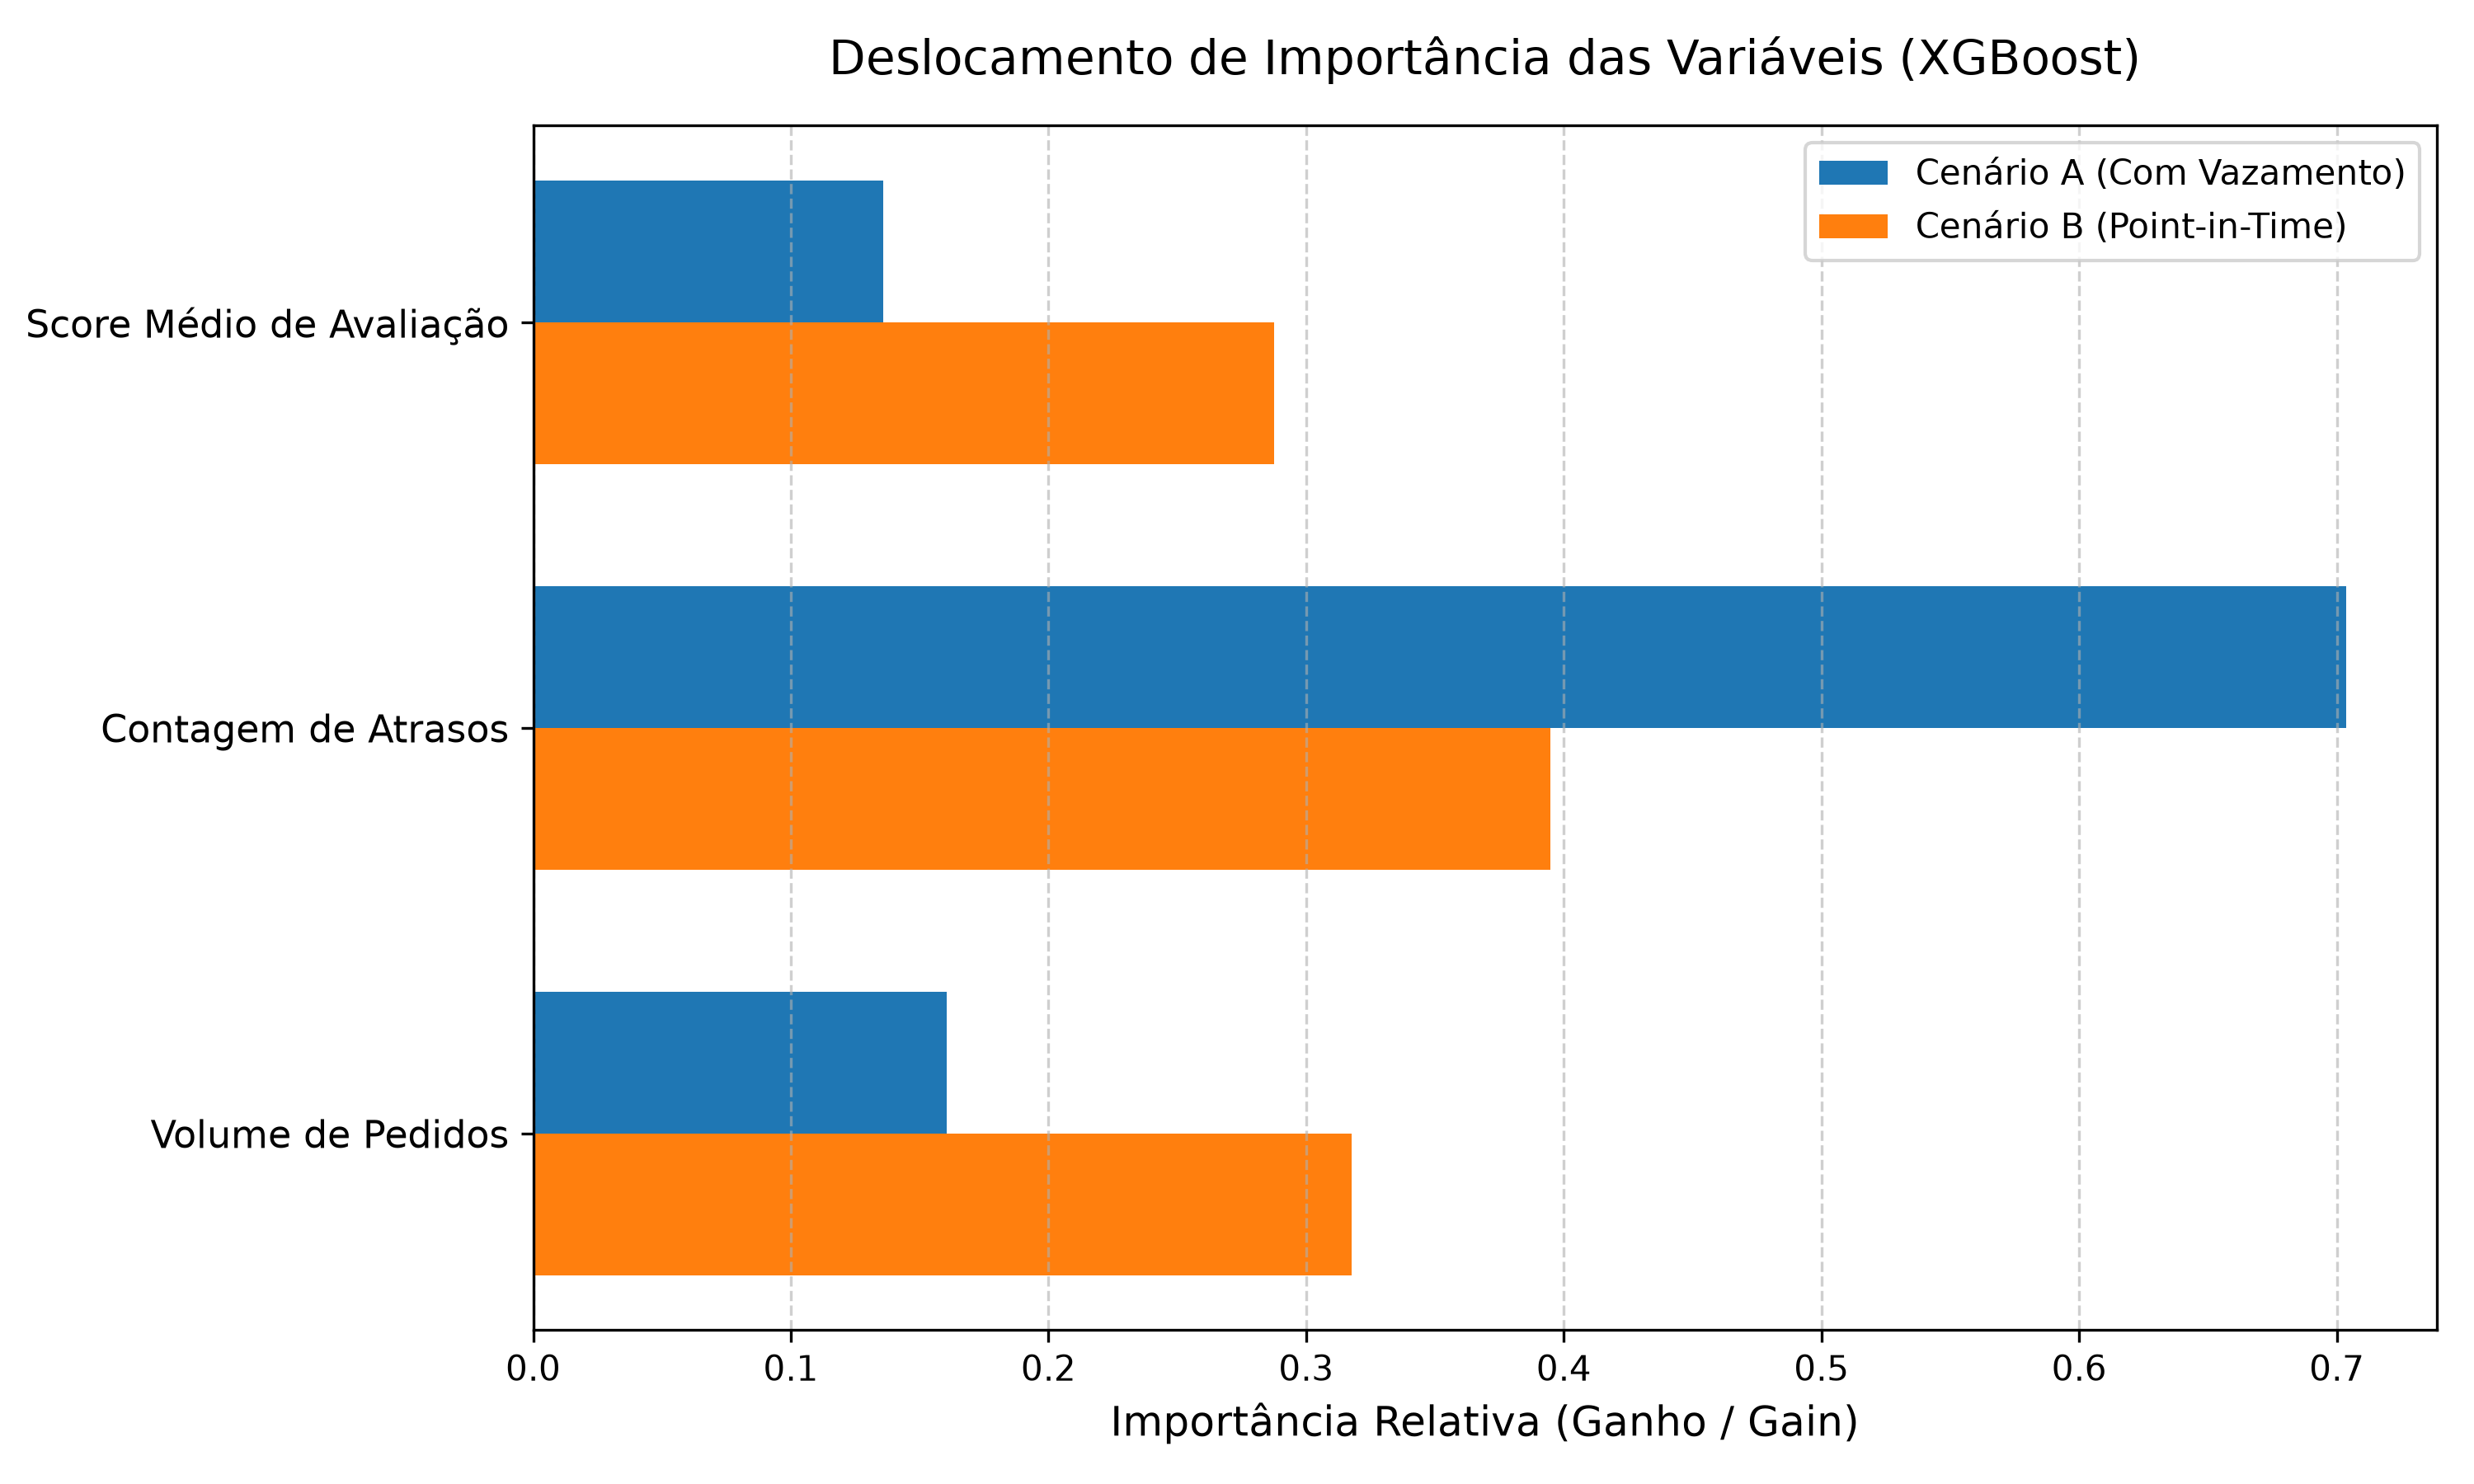 Deslocamento de Importância das Variáveis (XGBoost)
Cenário A (Com Vazamento)
Cenário B (Point-in-Time)
Score Médio de Avaliação
Contagem de Atrasos
Volume de Pedidos
0.0 0.1 0.2 0.3 0.4 0.5 0.6 0.7
Importância Relativa (Ganho / Gain)